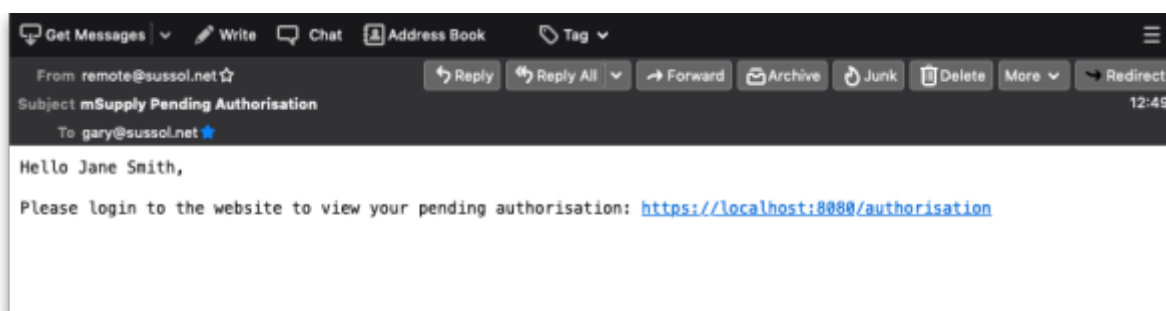 Get Messages Write Chat Address Book Tag
From remote@sussol.net Reply Reply All Forward Archive Junk Delete More Redirect
Subject mSupply Pending Authorisation 12:49
To gary@sussol.net
Hello Jane Smith,
Please login to the website to view your pending authorisation: https://localhost:8080/authorisation